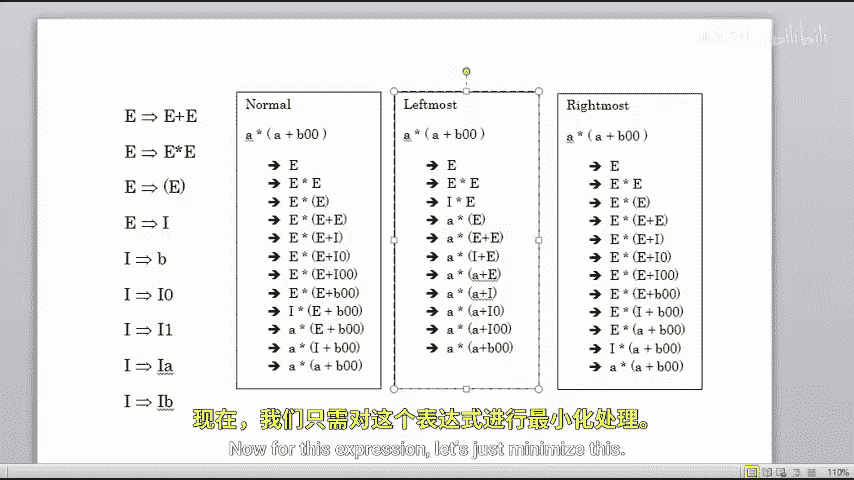 E ⇒ E+E
E ⇒ E*E
E ⇒ (E)
E ⇒ I
I ⇒ b
I ⇒ I0
I ⇒ I1
I ⇒ Ia
I ⇒ Ib
Normal
a * ( a + b00 )
➔ E
➔ E * E
➔ E * (E)
➔ E * (E+E)
➔ E * (E+I)
➔ E * (E+I0)
➔ E * (E+I00)
➔ E * (E+b00)
➔ I * (E + b00)
➔ a * (E + b00)
➔ a * (I + b00)
➔ a * (a + b00)
Leftmost
a * ( a + b00 )
➔ E
➔ E * E
➔ I * E
➔ a * (E)
➔ a * (E+E)
➔ a * (I+E)
➔ a * (a+E)
➔ a * (a+I)
➔ a * (a+I0)
➔ a * (a+I00)
➔ a * (a+b00)
Rightmost
a * ( a + b00 )
➔ E
➔ E * E
➔ E * (E)
➔ E * (E+E)
➔ E * (E+I)
➔ E * (E+I0)
➔ E * (E+I00)
➔ E * (E+b00)
➔ E * (I + b00)
➔ E * (a + b00)
➔ I * (a + b00)
➔ a * (a + b00)
现在，我们只需对这个表达式进行最小化处理。
Now for this expression, let's just minimize this.
110%
bilibili